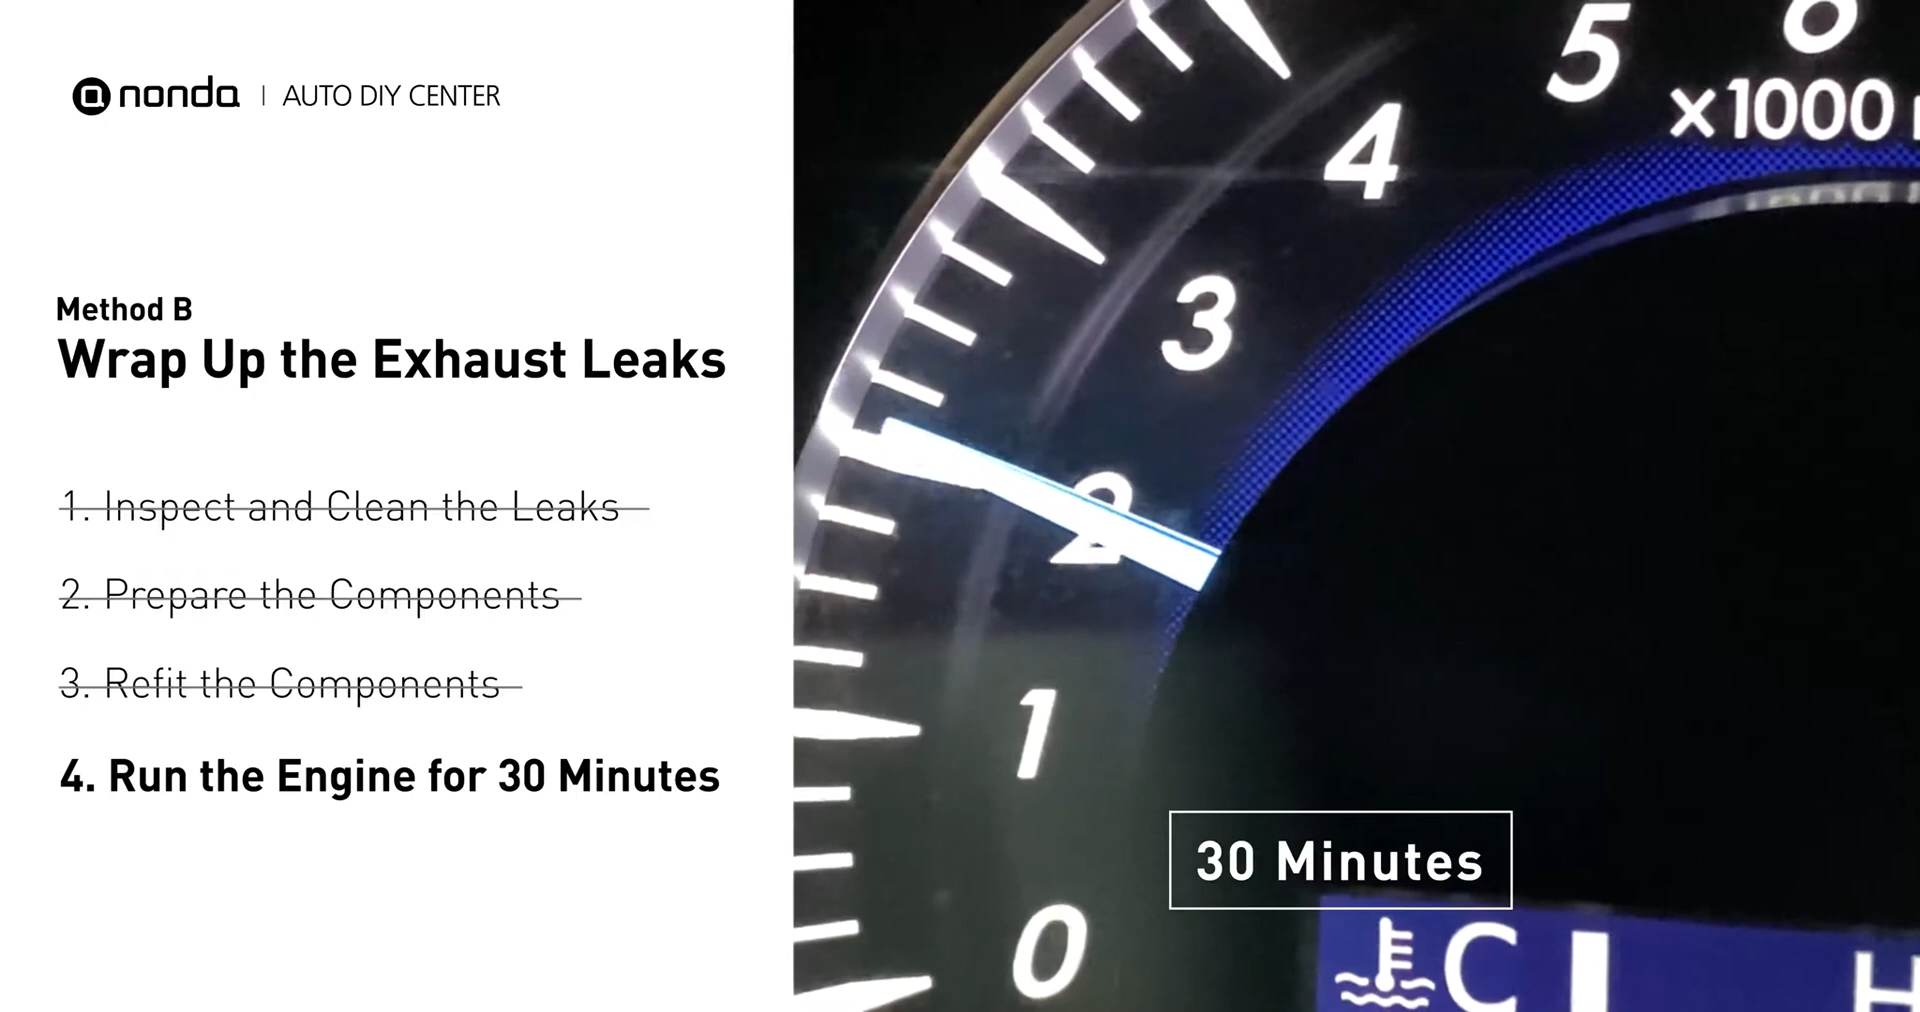 nonda | AUTO DIY CENTER
Method B
Wrap Up the Exhaust Leaks
1. Inspect and Clean the Leaks
2. Prepare the Components
3. Refit the Components
4. Run the Engine for 30 Minutes
5
6
x1000
4
3
2
1
0
30 Minutes
C
H